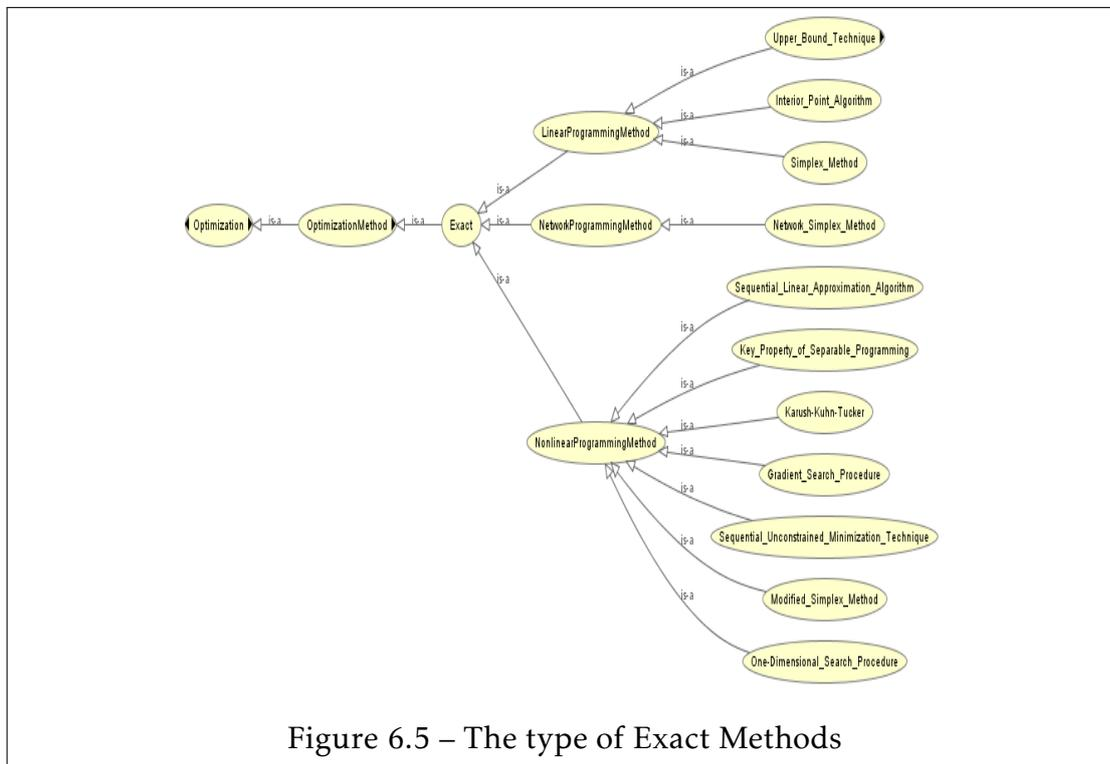 Upper_Bound_Technique
is-a
Interior_Point_Algorithm
is-a
LinearProgrammingMethod
is-a
Simplex_Method
is-a
Optimization
is-a
OptimizationMethod
is-a
Exact
is-a
NetworkProgrammingMethod
is-a
Network_Simplex_Method
is-a
Sequential_Linear_Approximation_Algorithm
is-a
Key_Property_of_Separable_Programming
is-a
Karush-Kuhn-Tucker
is-a
NonlinearProgrammingMethod
is-a
Gradient_Search_Procedure
is-a
Sequential_Unconstrained_Minimization_Technique
is-a
Modified_Simplex_Method
is-a
One-Dimensional_Search_Procedure
Figure 6.5 – The type of Exact Methods